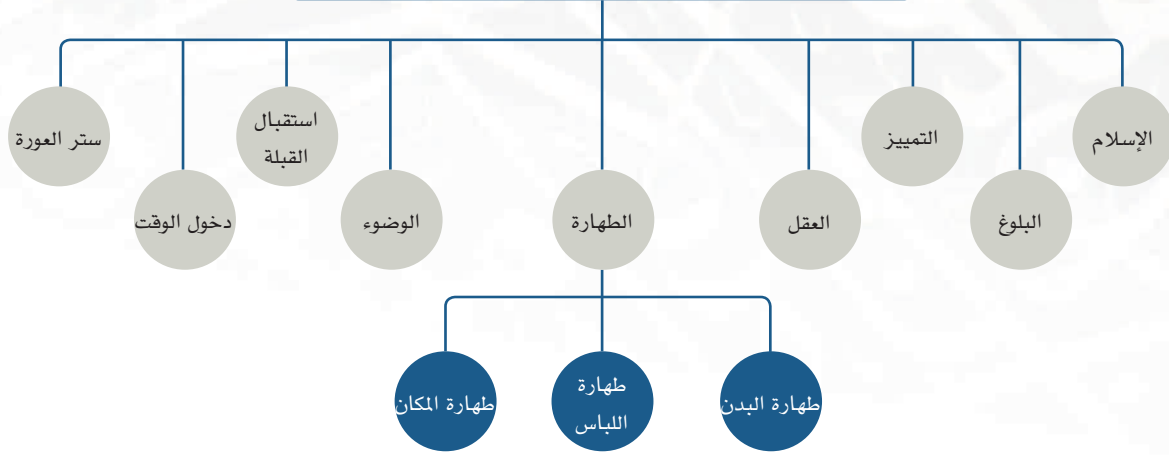 الإسلام
البلوغ
التمييز
العقل
الطهارة
الوضوء
استقبال
القبلة
دخول الوقت
ستر العورة
طهارة البدن
طهارة
اللباس
طهارة المكان